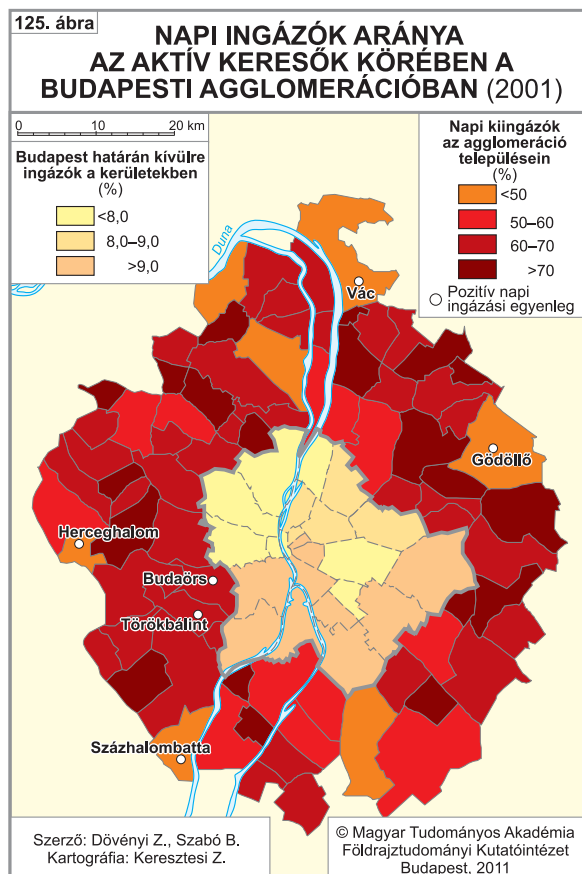 125. ábra
NAPI INGÁZÓK ARÁNYA
AZ AKTÍV KERESŐK KÖRÉBEN A
BUDAPESTI AGGLOMERÁCIÓBAN (2001)
0 10 20 km
Budapest határán kívülre
ingázók a kerületekben
(%)
<8,0
8,0–9,0
>9,0
Napi kiingázók
az agglomeráció
településein
(%)
<50
50–60
60–70
>70
Pozitív napi
ingázási egyenleg
Duna
Vác
Gödöllő
Herceghalom
Budaörs
Törökbálint
Százhalombatta
Szerző: Dövényi Z., Szabó B.
Kartográfia: Keresztesi Z.
© Magyar Tudományos Akadémia
Földrajztudományi Kutatóintézet
Budapest, 2011